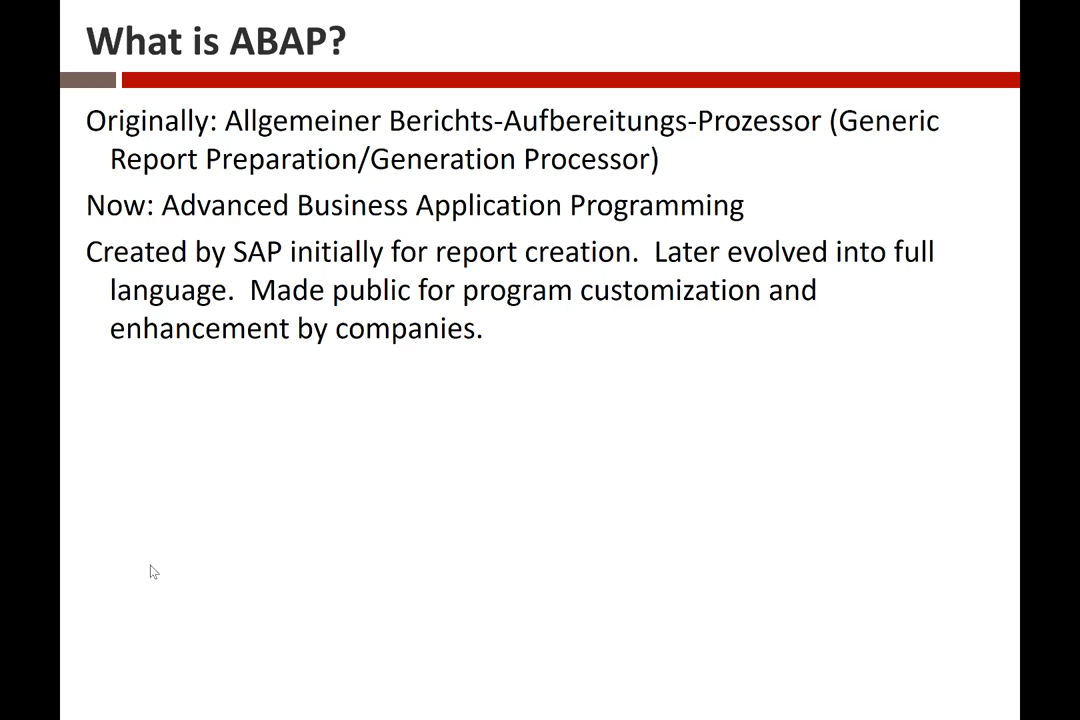 What is ABAP?
Originally: Allgemeiner Berichts-Aufbereitungs-Prozessor (Generic
Report Preparation/Generation Processor)
Now: Advanced Business Application Programming
Created by SAP initially for report creation.  Later evolved into full
language.  Made public for program customization and
enhancement by companies.